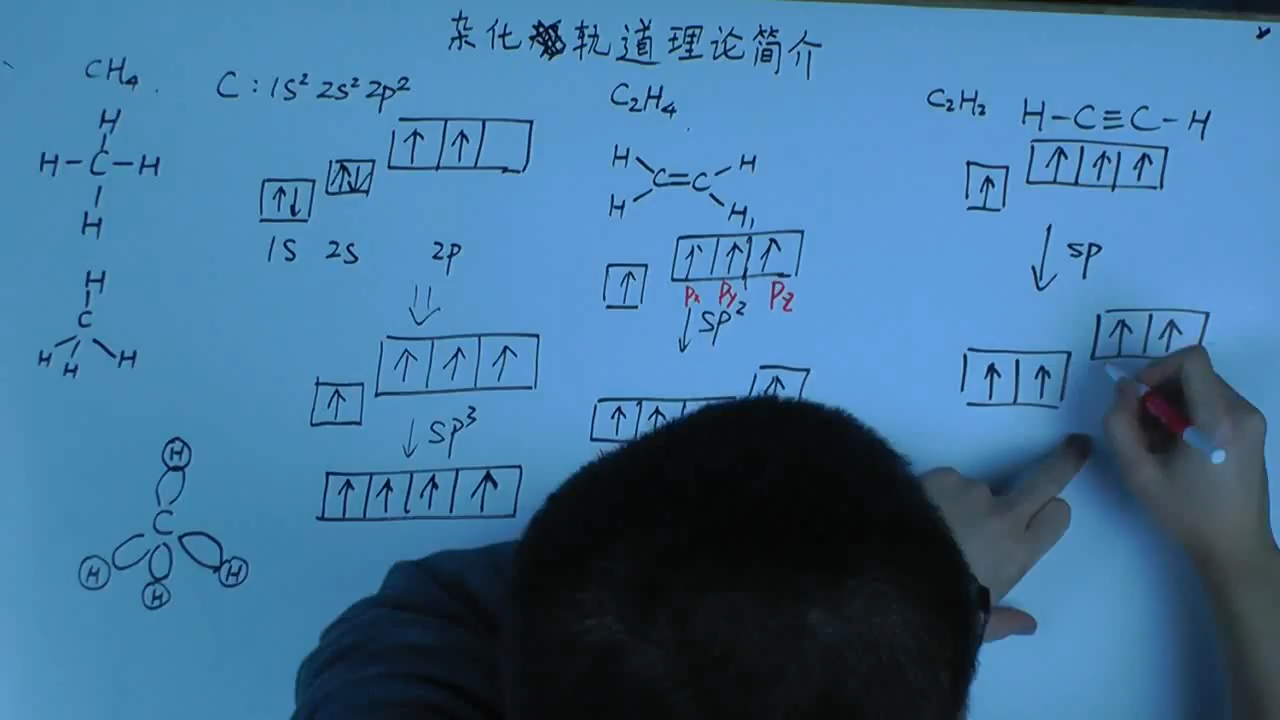 杂化轨道理论简介
CH₄
H
H-C-H
H
H
C
H H H
H
C
H H H
C:1S² 2S² 2P²
↑↓ ↑↓ ↑ ↑
1S 2S 2P
⇓
↑ ↑ ↑ ↑
↓ SP³
↑ ↑ ↑ ↑
C₂H₄
H H
C=C
H H
↑ ↑ ↑ ↑
Px Py Pz
↓ SP²
↑ ↑ ↑
C₂H₂ H-C≡C-H
↑ ↑ ↑ ↑
↓ SP
↑ ↑ ↑ ↑